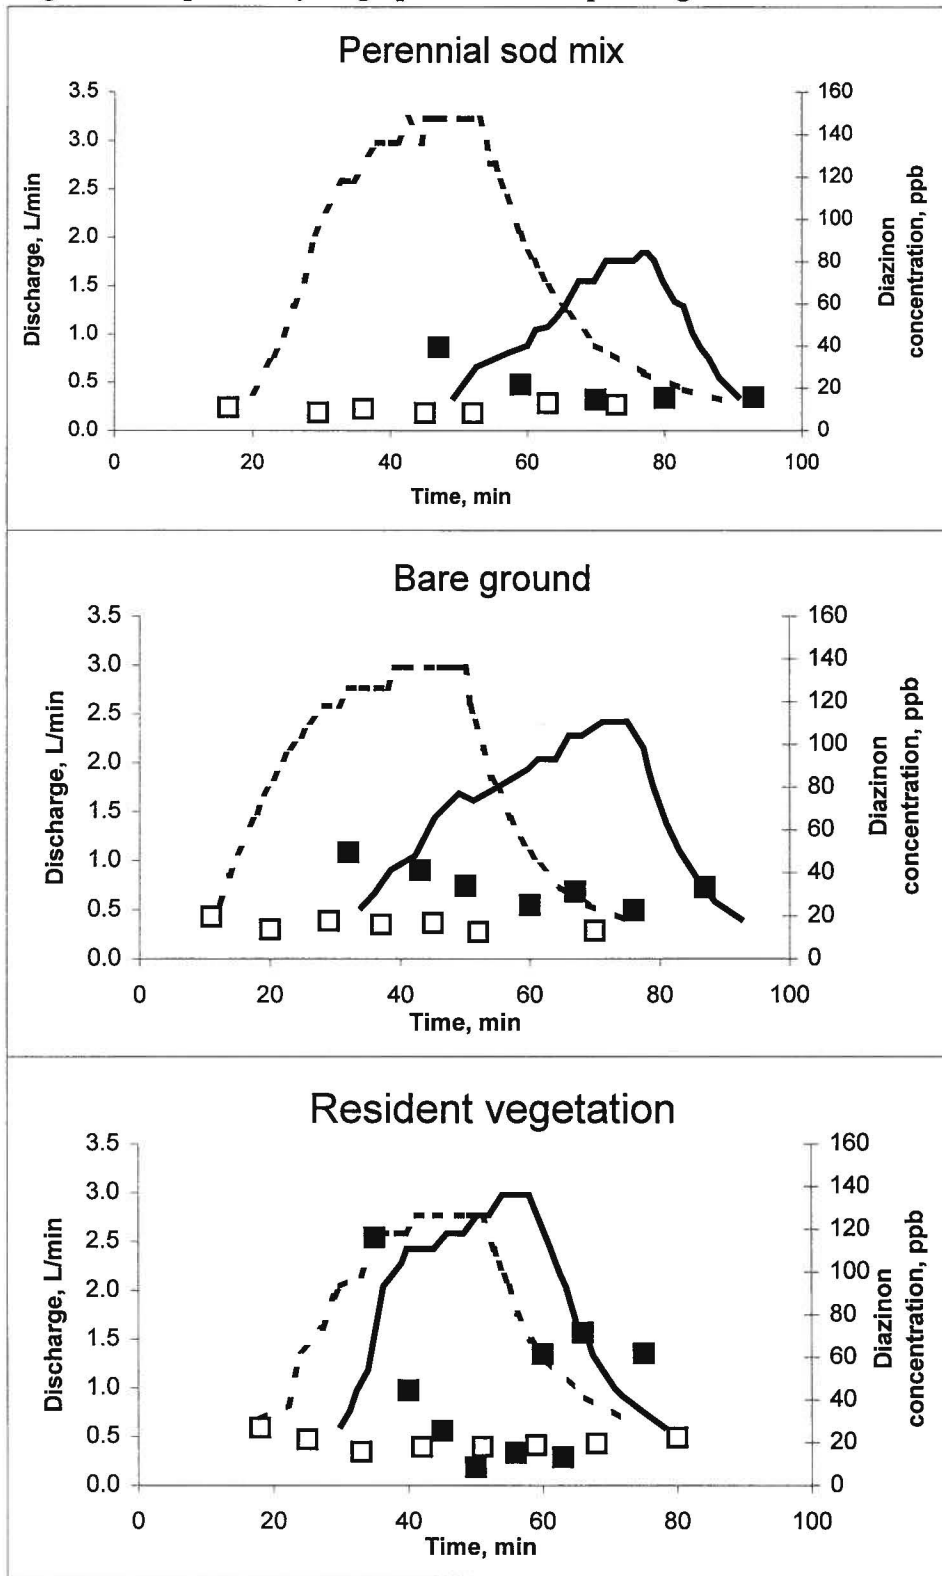 Perennial sod mix
3.5
3.0
2.5
2.0
1.5
1.0
0.5
0.0
Discharge, L/min
160
140
120
100
80
60
40
20
0
Diazinon
concentration, ppb
0 20 40 60 80 100
Time, min
Bare ground
3.5
3.0
2.5
2.0
1.5
1.0
0.5
0.0
Discharge, L/min
160
140
120
100
80
60
40
20
0
Diazinon
concentration, ppb
0 20 40 60 80 100
Time, min
Resident vegetation
3.5
3.0
2.5
2.0
1.5
1.0
0.5
0.0
Discharge, L/min
160
140
120
100
80
60
40
20
0
Diazinon
concentration, ppb
0 20 40 60 80 100
Time, min